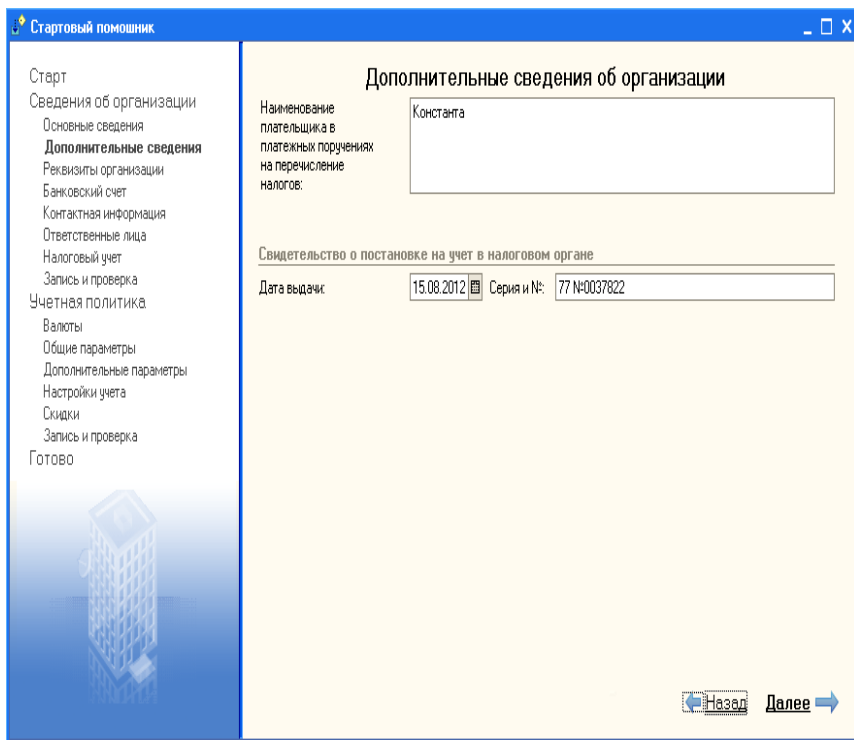 Стартовый помошник
Старт
Сведения об организации
Основные сведения
Дополнительные сведения
Реквизиты организации
Банковский счет
Контактная информация
Ответственные лица
Налоговый учет
Запись и проверка
Учетная политика
Валюты
Общие параметры
Дополнительные параметры
Настройки учета
Скидки
Запись и проверка
Готово
Дополнительные сведения об организации
Наименование
плательщика в
платежных поручениях
на перечисление
налогов:
Константа
Свидетельство о постановке на учет в налоговом органе
Дата выдачи: 15.08.2012 Серия и №: 77 №0037822
Назад Далее